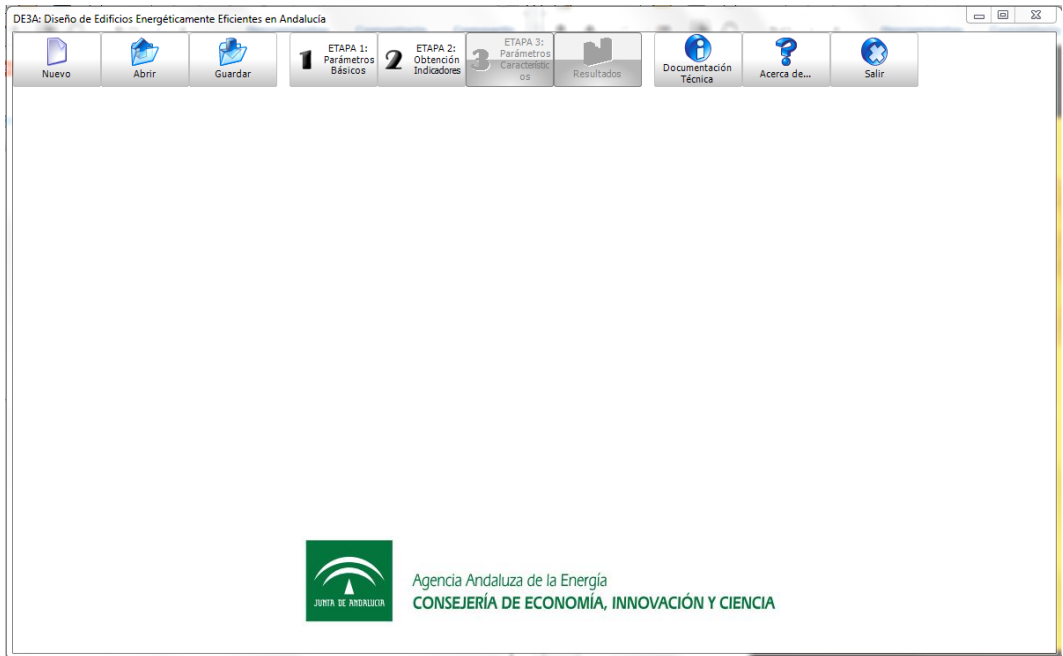 DE3A: Diseño de Edificios Energéticamente Eficientes en Andalucía
Nuevo
Abrir
Guardar
1
ETAPA 1:
Parámetros
Básicos
2
ETAPA 2:
Obtención
Indicadores
3
ETAPA 3:
Parámetros
Característic
os
Resultados
Documentación
Técnica
Acerca de...
Salir
JUNTA DE ANDALUCIA
Agencia Andaluza de la Energía
CONSEJERÍA DE ECONOMÍA, INNOVACIÓN Y CIENCIA